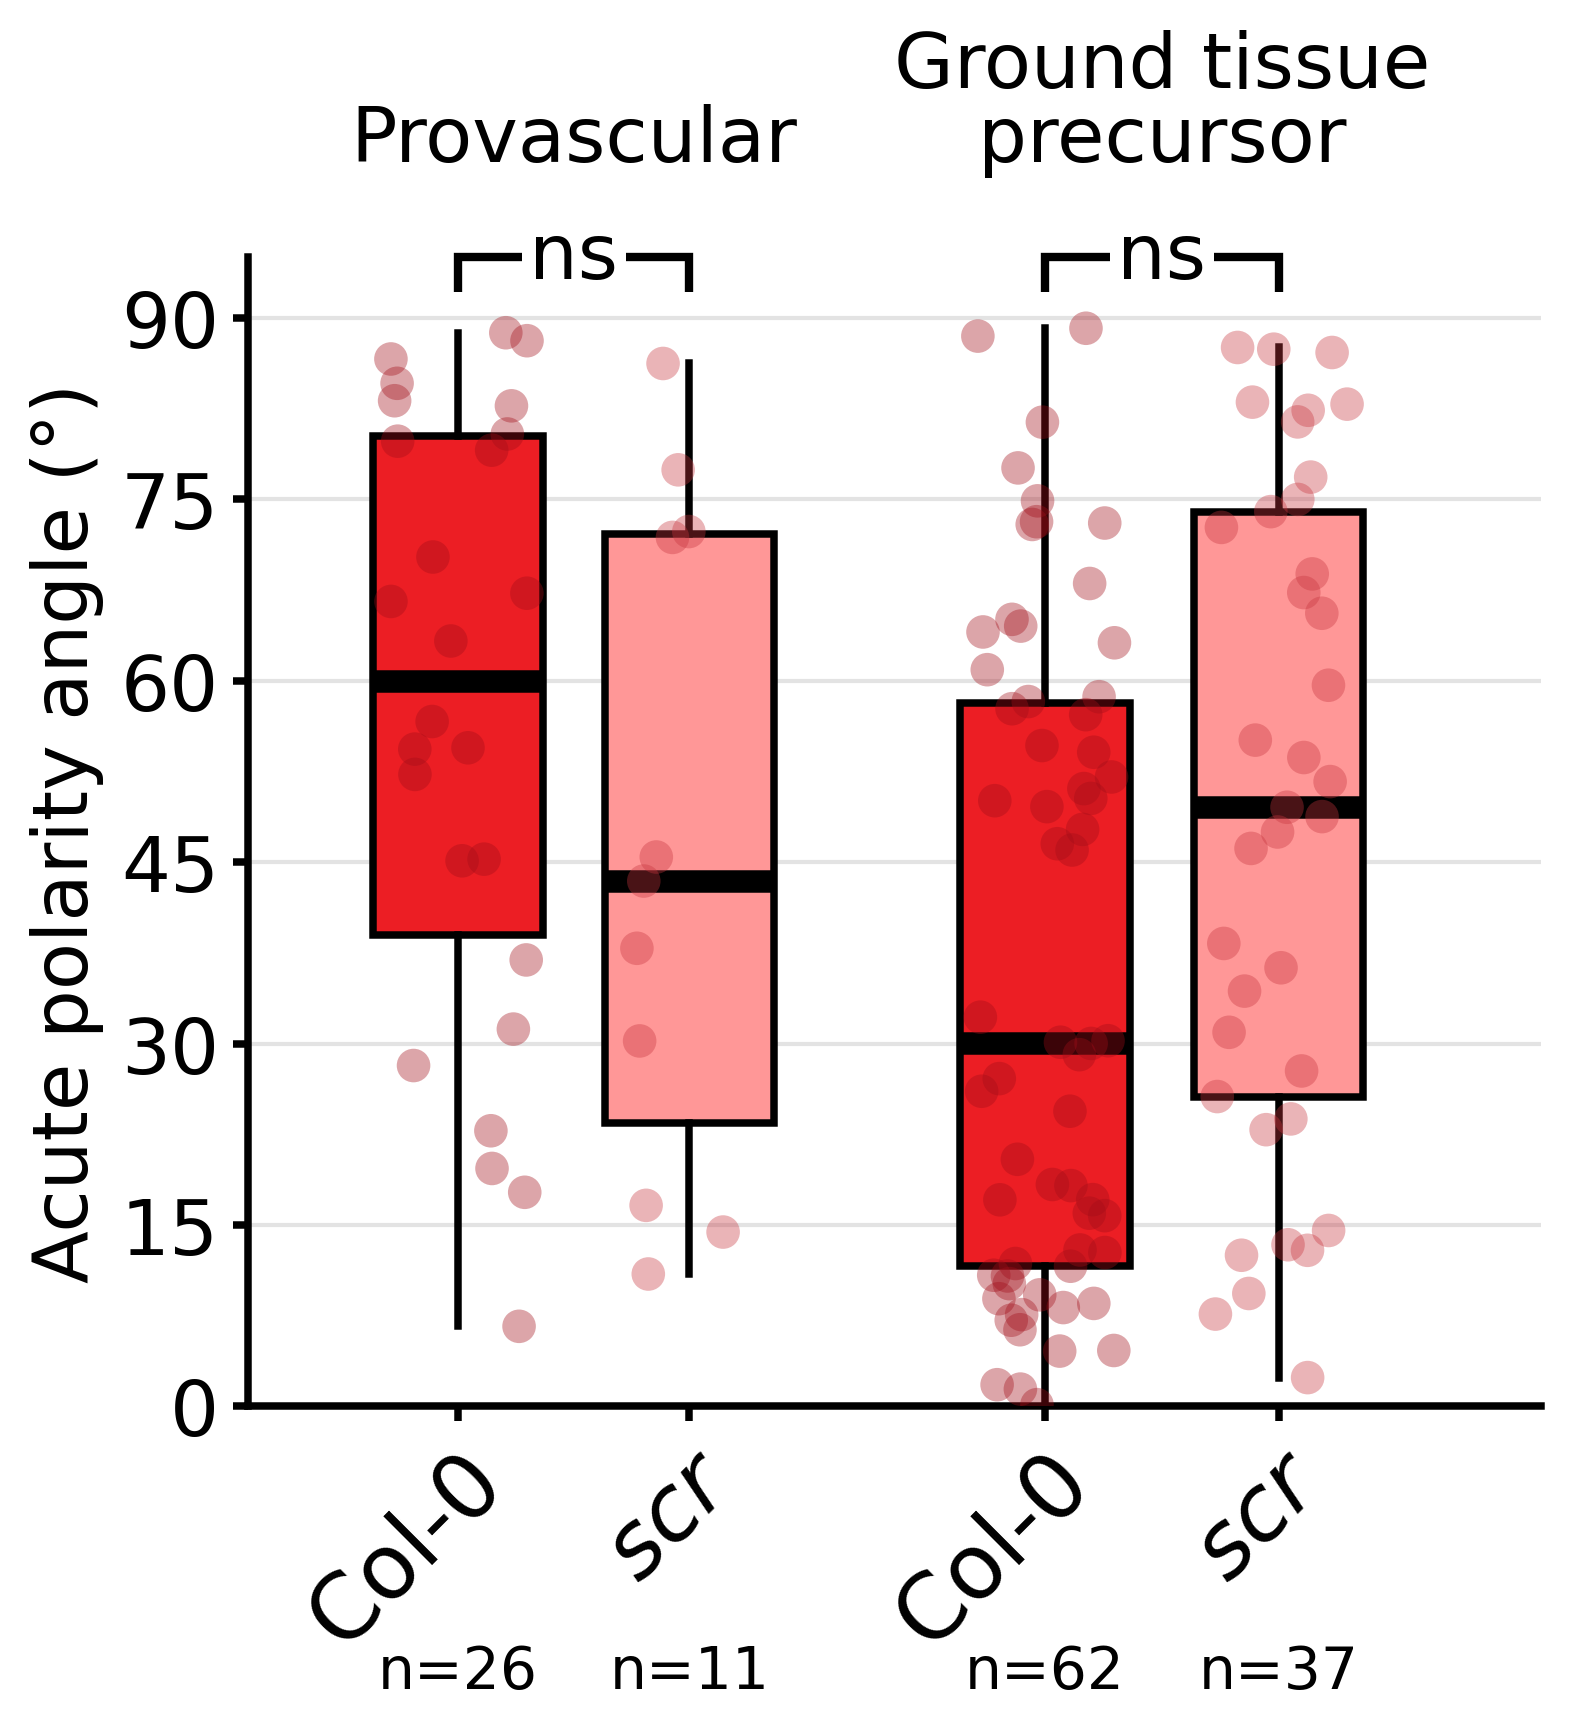 Ground tissue
Provascular precursor
ns ns
Acute polarity angle (°)
90
75
60
45
30
15
0
Col-0 scr Col-0 scr
n=26 n=11 n=62 n=37